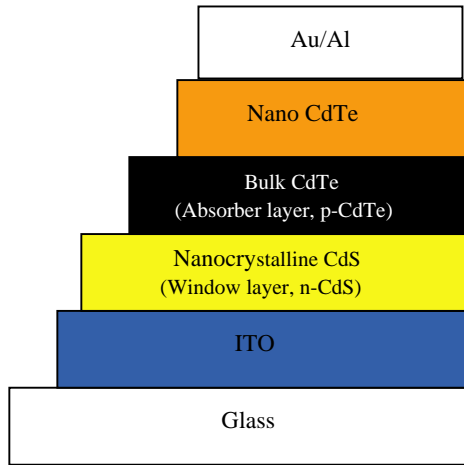 Au/Al
Nano CdTe
Bulk CdTe
(Absorber layer, p-CdTe)
Nanocrystalline CdS
(Window layer, n-CdS)
ITO
Glass